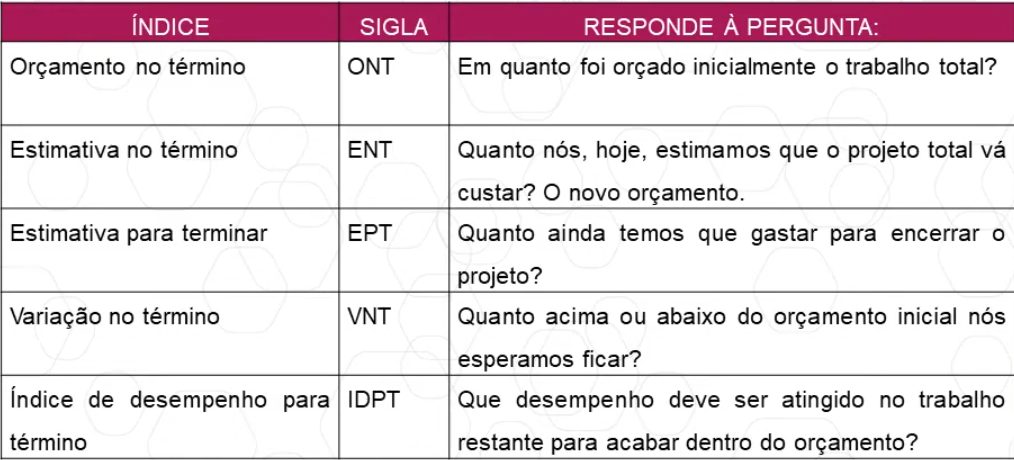 ÍNDICE SIGLA RESPONDE À PERGUNTA:
Orçamento no término ONT Em quanto foi orçado inicialmente o trabalho total?
Estimativa no término ENT Quanto nós, hoje, estimamos que o projeto total vá
custar? O novo orçamento.
Estimativa para terminar EPT Quanto ainda temos que gastar para encerrar o
projeto?
Variação no término VNT Quanto acima ou abaixo do orçamento inicial nós
esperamos ficar?
Índice de desempenho para IDPT Que desempenho deve ser atingido no trabalho
término restante para acabar dentro do orçamento?